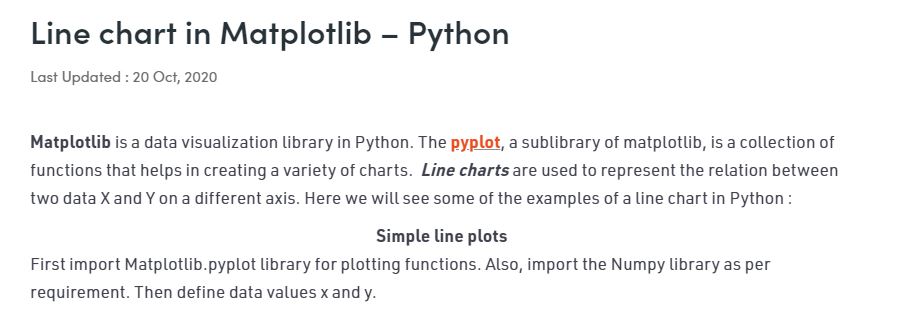 Line chart in Matplotlib – Python
Last Updated : 20 Oct, 2020
Matplotlib is a data visualization library in Python. The pyplot, a sublibrary of matplotlib, is a collection of
functions that helps in creating a variety of charts. Line charts are used to represent the relation between
two data X and Y on a different axis. Here we will see some of the examples of a line chart in Python :
Simple line plots
First import Matplotlib.pyplot library for plotting functions. Also, import the Numpy library as per
requirement. Then define data values x and y.